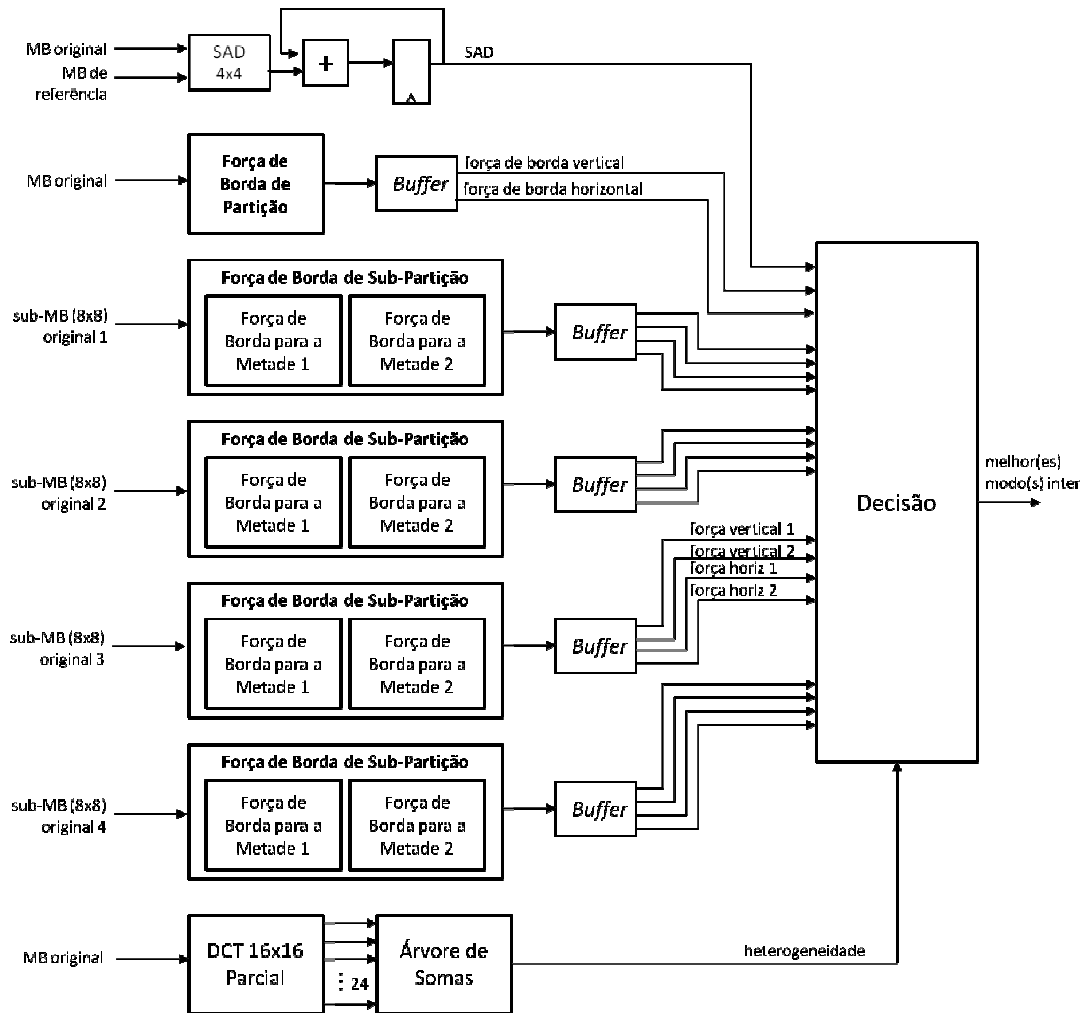 MB original
MB de
referência
SAD
4x4
+
SAD
MB original
Força de
Borda de
Partição
Buffer
força de borda vertical
força de borda horizontal
sub-MB (8x8)
original 1
Força de Borda de Sub-Partição
Força de
Borda para a
Metade 1
Força de
Borda para a
Metade 2
Buffer
sub-MB (8x8)
original 2
Força de Borda de Sub-Partição
Força de
Borda para a
Metade 1
Força de
Borda para a
Metade 2
Buffer
Decisão
melhor(es)
modo(s) inter
sub-MB (8x8)
original 3
Força de Borda de Sub-Partição
Força de
Borda para a
Metade 1
Força de
Borda para a
Metade 2
Buffer
força vertical 1
força vertical 2
força horiz 1
força horiz 2
sub-MB (8x8)
original 4
Força de Borda de Sub-Partição
Força de
Borda para a
Metade 1
Força de
Borda para a
Metade 2
Buffer
MB original
DCT 16x16
Parcial
⋮ 24
Árvore de
Somas
heterogeneidade